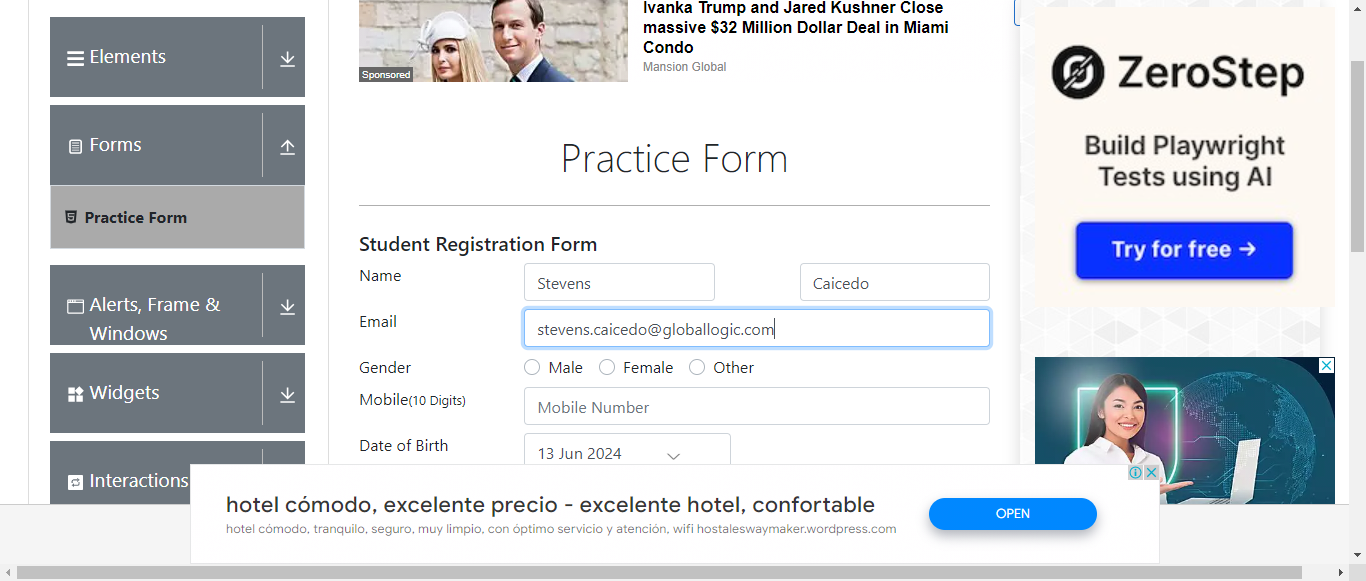 Elements
Forms
Practice Form
Alerts, Frame &
Windows
Widgets
Interactions
Sponsored
Ivanka Trump and Jared Kushner Close
massive $32 Million Dollar Deal in Miami
Condo
Mansion Global
Practice Form
Student Registration Form
Name
Stevens
Caicedo
Email
stevens.caicedo@globallogic.com
Gender
Male
Female
Other
Mobile(10 Digits)
Mobile Number
Date of Birth
13 Jun 2024
ZeroStep
Build Playwright
Tests using AI
Try for free →
hotel cómodo, excelente precio - excelente hotel, confortable
hotel cómodo, tranquilo, seguro, muy limpio, con óptimo servicio y atención, wifi hostaleswaymaker.wordpress.com
OPEN